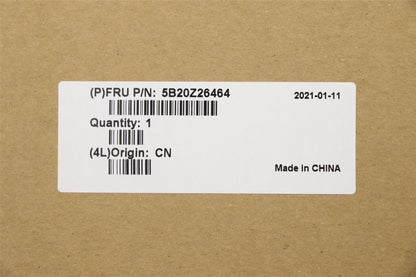 (P)FRU P/N: 5B20Z26464
2021-01-11
Quantity: 1
(4L)Origin: CN
Made in CHINA